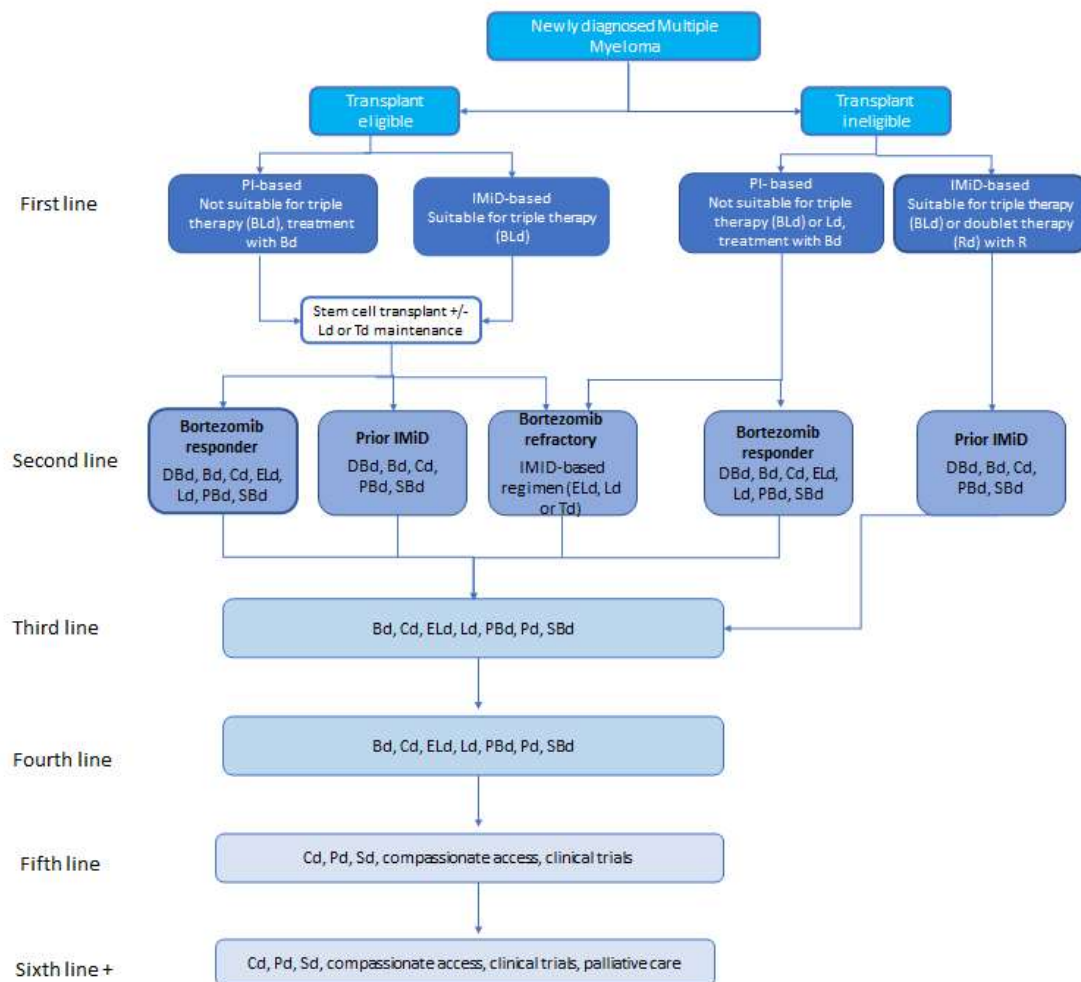 Newly diagnosed Multiple
Myeloma
Transplant
eligible
Transplant
ineligible
First line
PI-based
Not suitable for triple
therapy (BLd), treatment
with Bd
IMiD-based
Suitable for triple therapy
(BLd)
PI- based
Not suitable for triple
therapy (BLd) or Ld,
treatment with Bd
IMiD-based
Suitable for triple therapy
(BLd) or doublet therapy
(Rd) with R
Stem cell transplant +/-
Ld or Td maintenance
Second line
Bortezomib
responder
DBd, Bd, Cd, ELd,
Ld, PBd, SBd
Prior IMiD
DBd, Bd, Cd,
PBd, SBd
Bortezomib
refractory
IMID-based
regimen (ELd, Ld
or Td)
Bortezomib
responder
DBd, Bd, Cd, ELd,
Ld, PBd, SBd
Prior IMiD
DBd, Bd, Cd,
PBd, SBd
Third line
Bd, Cd, ELd, Ld, PBd, Pd, SBd
Fourth line
Bd, Cd, ELd, Ld, PBd, Pd, SBd
Fifth line
Cd, Pd, Sd, compassionate access, clinical trials
Sixth line +
Cd, Pd, Sd, compassionate access, clinical trials, palliative care